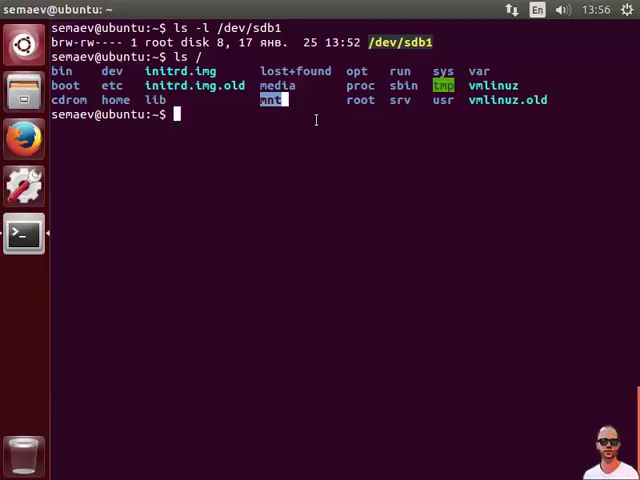 semaev@ubuntu: ~ En 13:56
semaev@ubuntu:~$ ls -l /dev/sdb1
brw-rw---- 1 root disk 8, 17 янв. 25 13:52 /dev/sdb1
semaev@ubuntu:~$ ls /
bin dev initrd.img lost+found opt run sys var
boot etc initrd.img.old media proc sbin tmp vmlinuz
cdrom home lib mnt root srv usr vmlinuz.old
semaev@ubuntu:~$